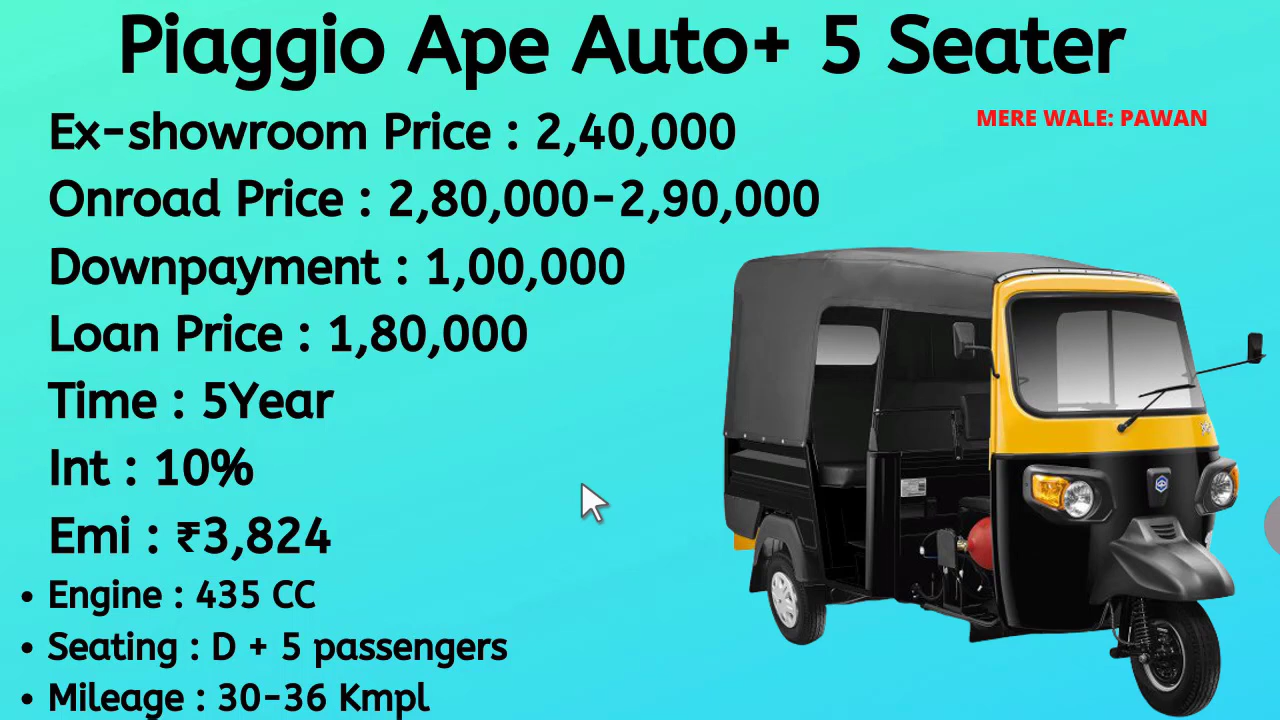 Piaggio Ape Auto+ 5 Seater
MERE WALE: PAWAN
Ex-showroom Price : 2,40,000
Onroad Price : 2,80,000-2,90,000
Downpayment : 1,00,000
Loan Price : 1,80,000
Time : 5Year
Int : 10%
Emi : ₹3,824
• Engine : 435 CC
• Seating : D + 5 passengers
• Mileage : 30-36 Kmpl